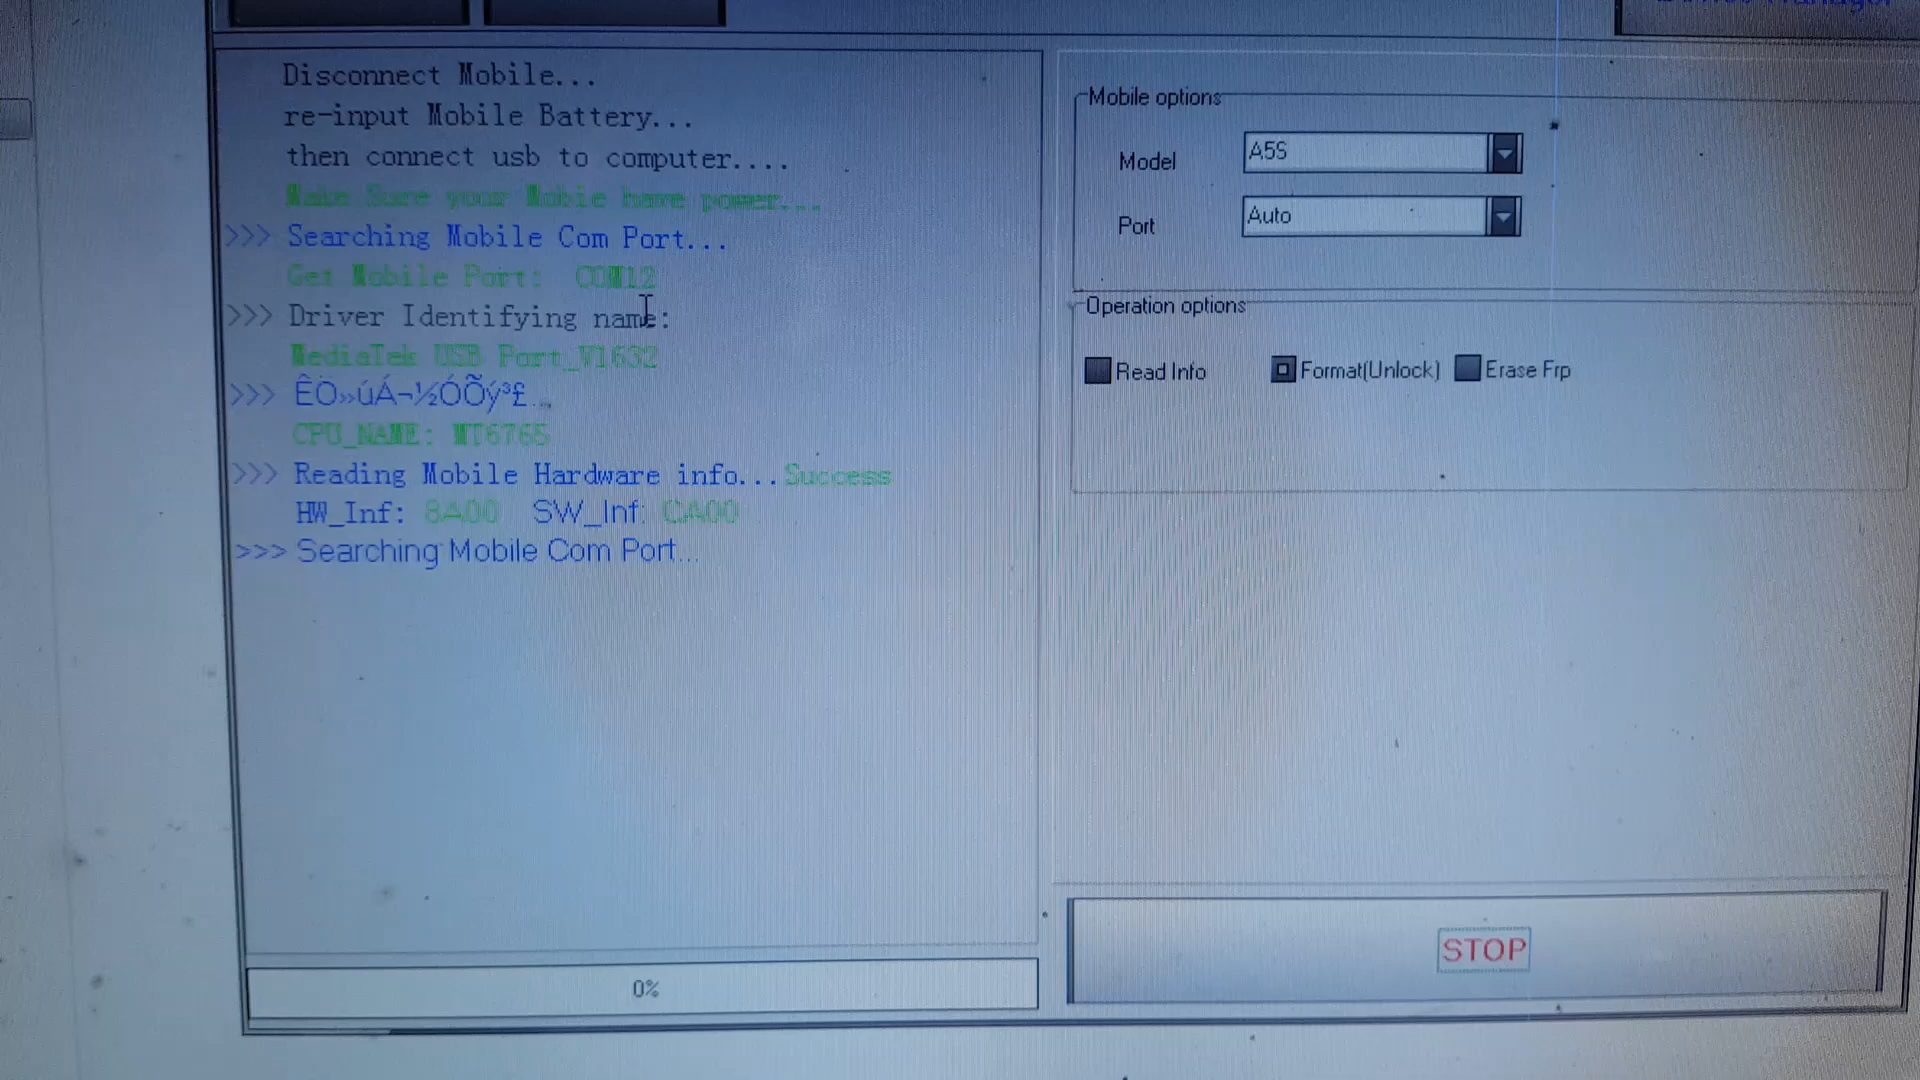 Disconnect Mobile...
re-input Mobile Battery...
then connect usb to computer....
Make Sure your Mobie have power...
>>> Searching Mobile Com Port...
Get Mobile Port: COM12
>>> Driver Identifying name:
MediaTek USB Port_V1632
>>> ÊÖ»úÁ¬½ÓÕý³£...
CPU_NAME: MT6765
>>> Reading Mobile Hardware info...Success
HW_Inf: 8A00 SW_Inf: CA00
>>> Searching Mobile Com Port...
0%
Mobile options
Model A5S
Port Auto
Operation options
Read Info Format(Unlock) Erase Frp
STOP